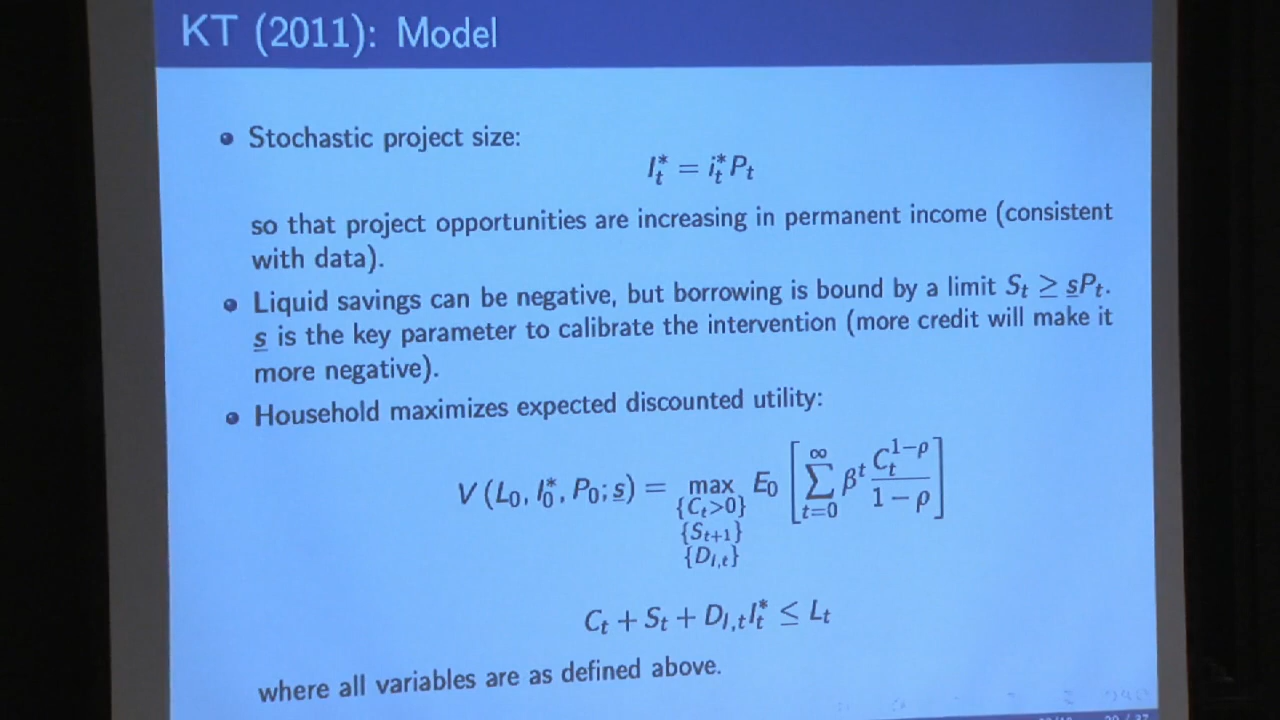 KT (2011): Model
Stochastic project size:
I*_t = i*_t P_t
so that project opportunities are increasing in permanent income (consistent
with data).
Liquid savings can be negative, but borrowing is bound by a limit S_t ≥ s̲P_t.
s̲ is the key parameter to calibrate the intervention (more credit will make it
more negative).
Household maximizes expected discounted utility:
V (L_0, I*_0, P_0; s̲) = max_{\{C_t>0\} \{S_{t+1}\} \{D_{I,t}\}} E_0 [∑_{t=0}^{∞} β^t C_t^{1−ρ} / (1 − ρ)]
C_t + S_t + D_{I,t}I*_t ≤ L_t
where all variables are as defined above.